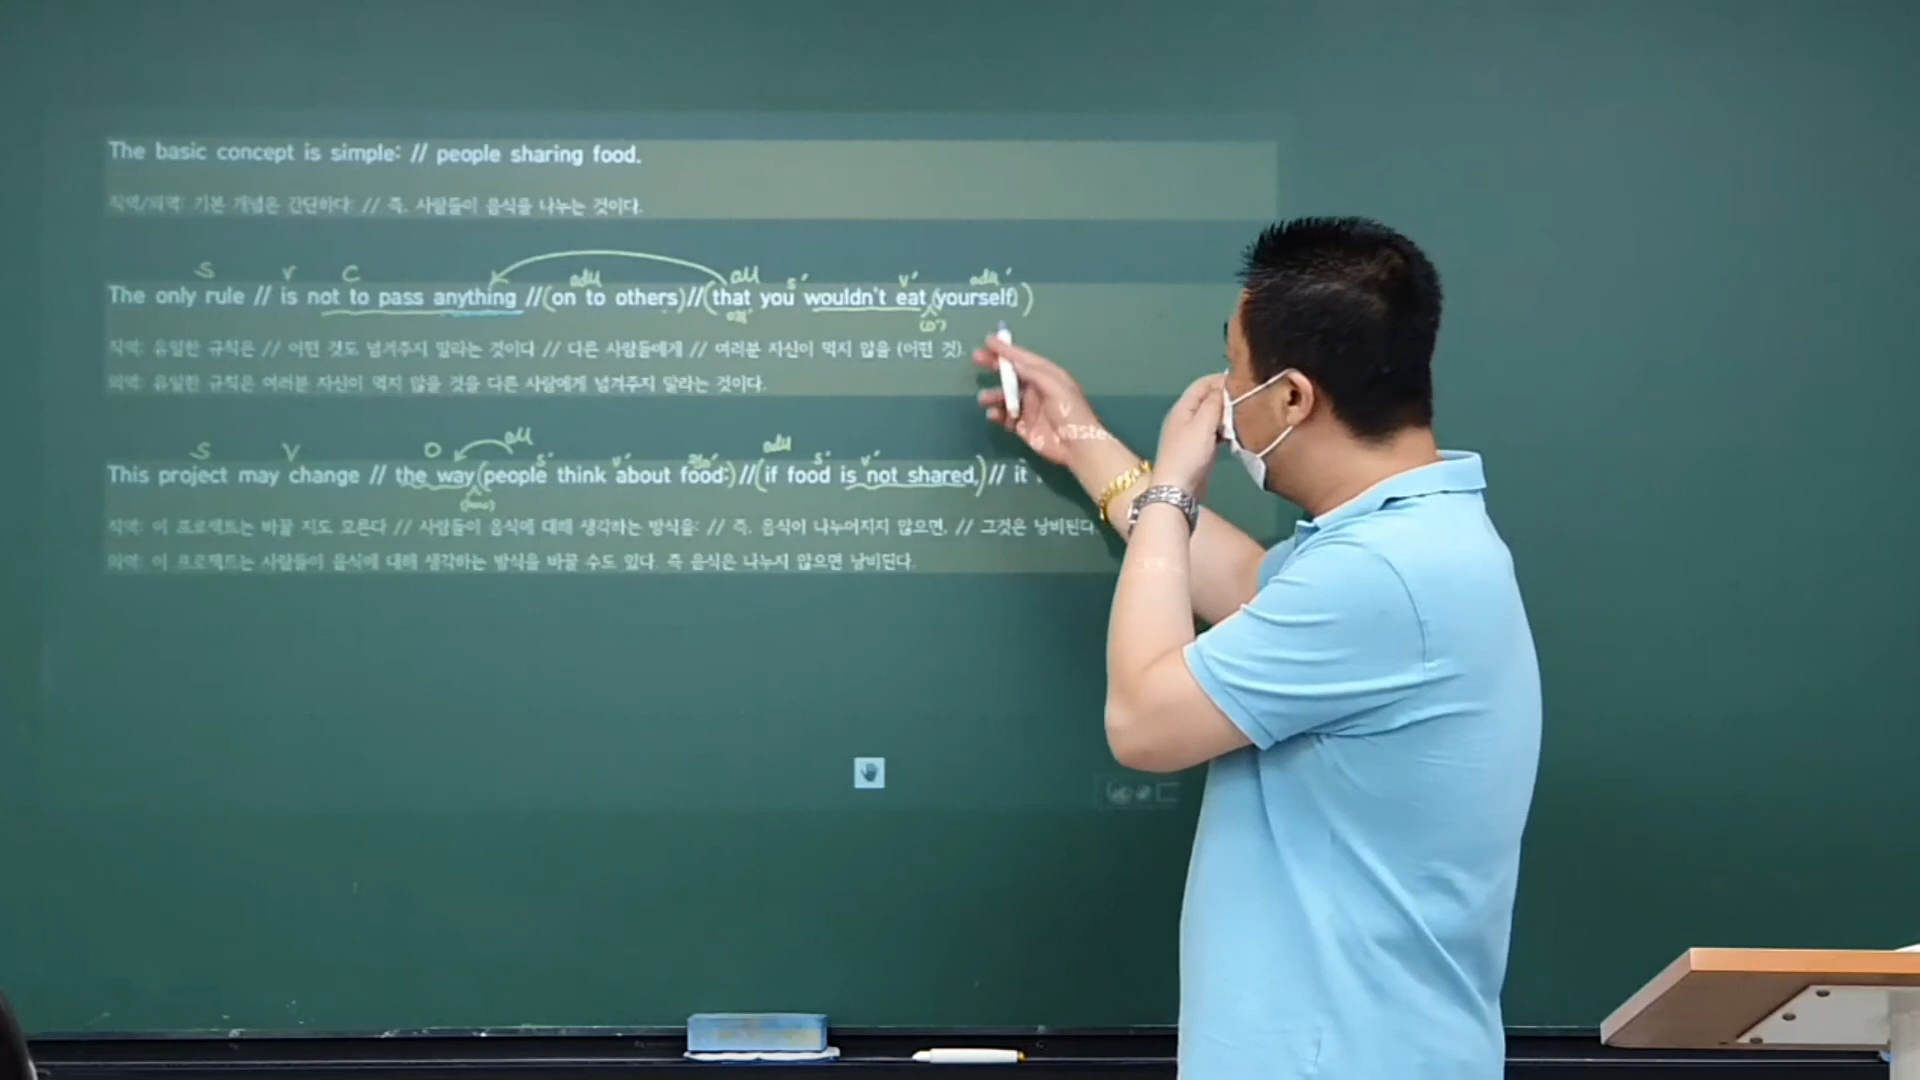 The basic concept is simple: // people sharing food.
직역/의역: 기본 개념은 간단하다: // 즉, 사람들이 음식을 나누는 것이다.
S V C adu all s' v' adu'
The only rule // is not to pass anything //(on to others)//(that you wouldn't eat (yourself.)
(0')
직역: 유일한 규칙은 // 어떤 것도 넘겨주지 말라는 것이다 // 다른 사람들에게 // 여러분 자신이 먹지 않을 (어떤 것).
의역: 유일한 규칙은 여러분 자신이 먹지 않을 것을 다른 사람에게 넘겨주지 말라는 것이다.
S V O all s' v' adu s' v' v
This project may change // the way (people think about food:)//(if food is not shared,)// it
(how)
직역: 이 프로젝트는 바꿀 지도 모른다 // 사람들이 음식에 대해 생각하는 방식을: // 즉, 음식이 나누어지지 않으면, // 그것은 낭비된다.
의역: 이 프로젝트는 사람들이 음식에 대해 생각하는 방식을 바꿀 수도 있다. 즉 음식은 나누지 않으면 낭비된다.